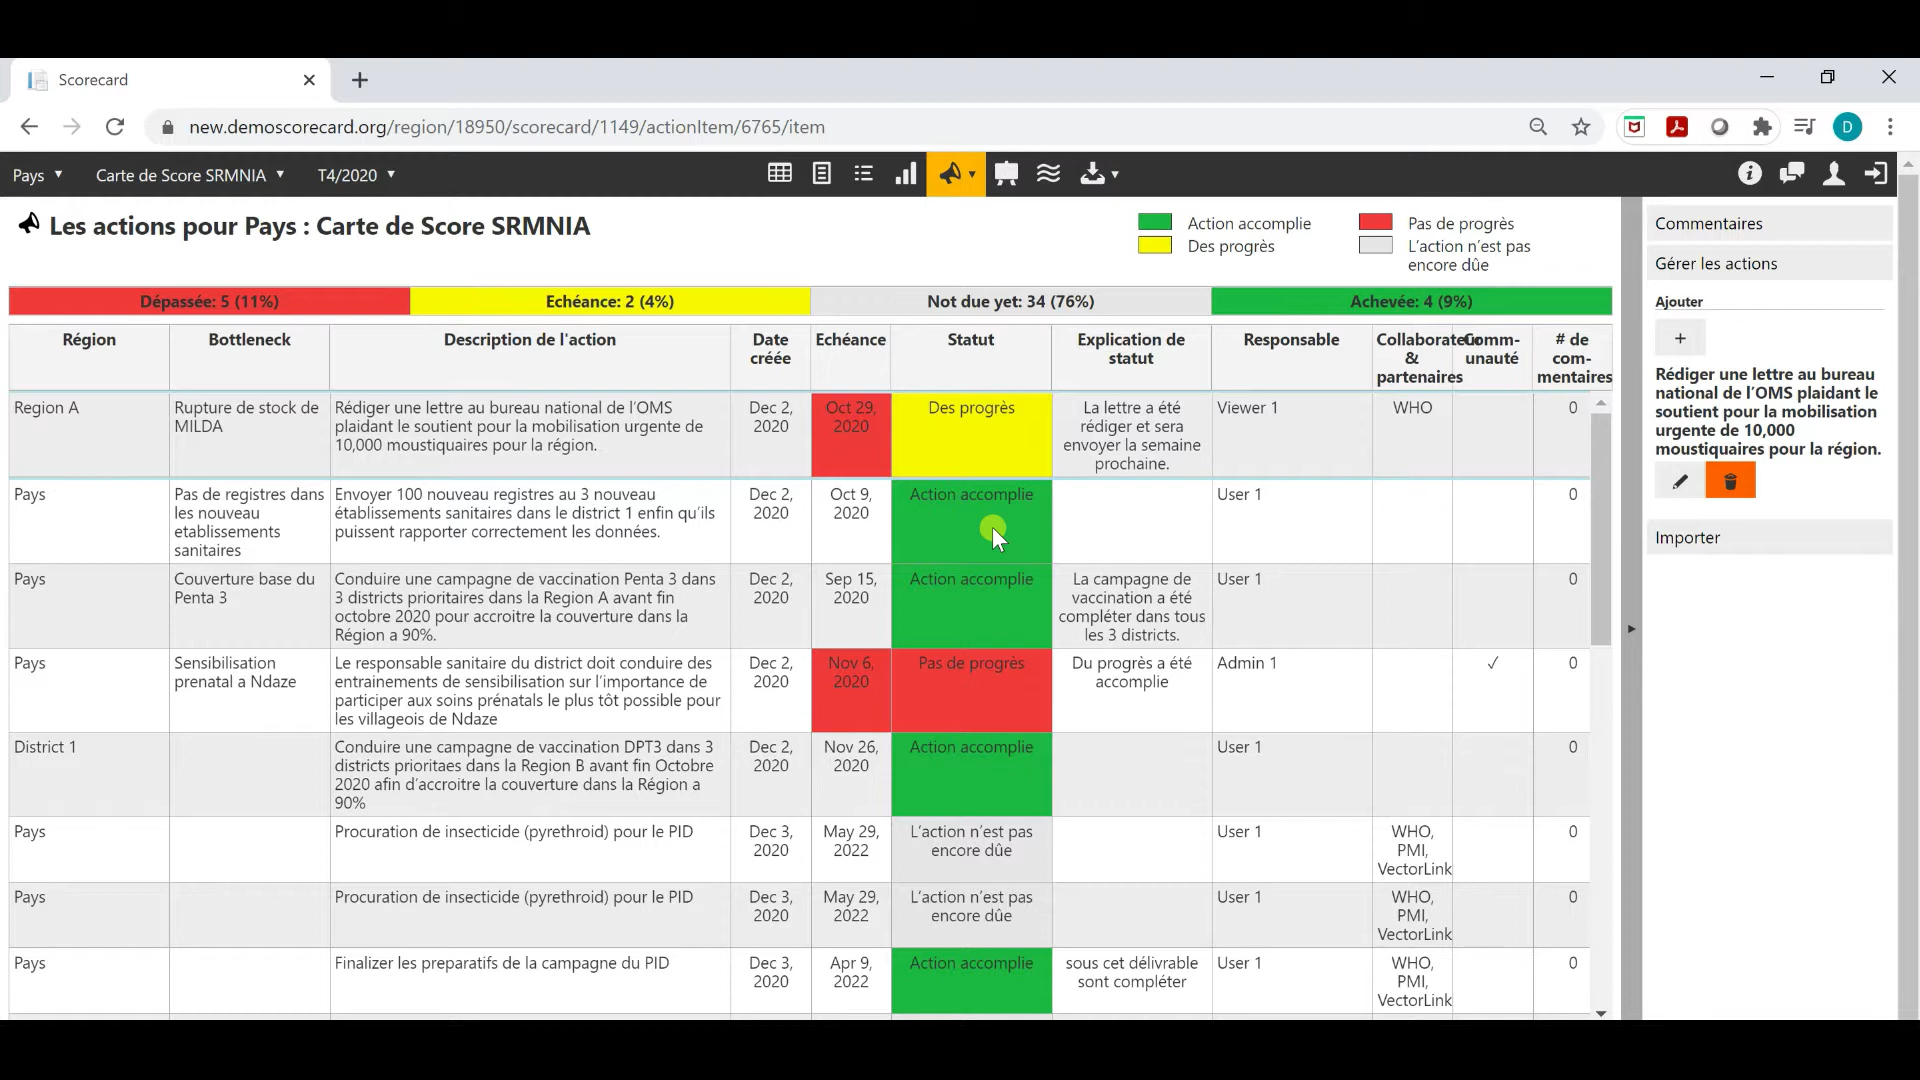 Scorecard
new.demoscorecard.org/region/18950/scorecard/1149/actionItem/6765/item
D
Pays
Carte de Score SRMNIA
T4/2020
Les actions pour Pays : Carte de Score SRMNIA
Action accomplie
Des progrès
Pas de progrès
L'action n'est pas
encore dûe
Dépassée: 5 (11%)
Echéance: 2 (4%)
Not due yet: 34 (76%)
Achevée: 4 (9%)
Région
Bottleneck
Description de l'action
Date
créée
Echéance
Statut
Explication de
statut
Responsable
Collaborateur
&
partenaires
Comm-
unauté
# de
com-
mentaires
Region A
Rupture de stock de
MILDA
Rédiger une lettre au bureau national de l'OMS
plaidant le soutient pour la mobilisation urgente de
10,000 moustiquaires pour la région.
Dec 2,
2020
Oct 29,
2020
Des progrès
La lettre a été
rédiger et sera
envoyer la semaine
prochaine.
Viewer 1
WHO
0
Pays
Pas de registres dans
les nouveau
etablissements
sanitaires
Envoyer 100 nouveau registres au 3 nouveau
établissements sanitaires dans le district 1 enfin qu'ils
puissent rapporter correctement les données.
Dec 2,
2020
Oct 9,
2020
Action accomplie
User 1
0
Pays
Couverture base du
Penta 3
Conduire une campagne de vaccination Penta 3 dans
3 districts prioritaires dans la Region A avant fin
octobre 2020 pour accroitre la couverture dans la
Région a 90%.
Dec 2,
2020
Sep 15,
2020
Action accomplie
La campagne de
vaccination a été
compléter dans tous
les 3 districts.
User 1
0
Pays
Sensibilisation
prenatal a Ndaze
Le responsable sanitaire du district doit conduire des
entrainements de sensibilisation sur l'importance de
participer aux soins prénatals le plus tôt possible pour
les villageois de Ndaze
Dec 2,
2020
Nov 6,
2020
Pas de progrès
Du progrès a été
accomplie
Admin 1
✓
0
District 1
Conduire une campagne de vaccination DPT3 dans 3
districts prioritaes dans la Region B avant fin Octobre
2020 afin d'accroitre la couverture dans la Région a
90%
Dec 2,
2020
Nov 26,
2020
Action accomplie
User 1
0
Pays
Procuration de insecticide (pyrethroid) pour le PID
Dec 3,
2020
May 29,
2022
L'action n'est pas
encore dûe
User 1
WHO,
PMI,
VectorLink
0
Pays
Procuration de insecticide (pyrethroid) pour le PID
Dec 3,
2020
May 29,
2022
L'action n'est pas
encore dûe
User 1
WHO,
PMI,
VectorLink
0
Pays
Finalizer les preparatifs de la campagne du PID
Dec 3,
2020
Apr 9,
2022
Action accomplie
sous cet délivrable
sont compléter
User 1
WHO,
PMI,
VectorLink
0
Commentaires
Gérer les actions
Ajouter
+
Rédiger une lettre au bureau
national de l'OMS plaidant le
soutient pour la mobilisation
urgente de 10,000
moustiquaires pour la région.
Importer